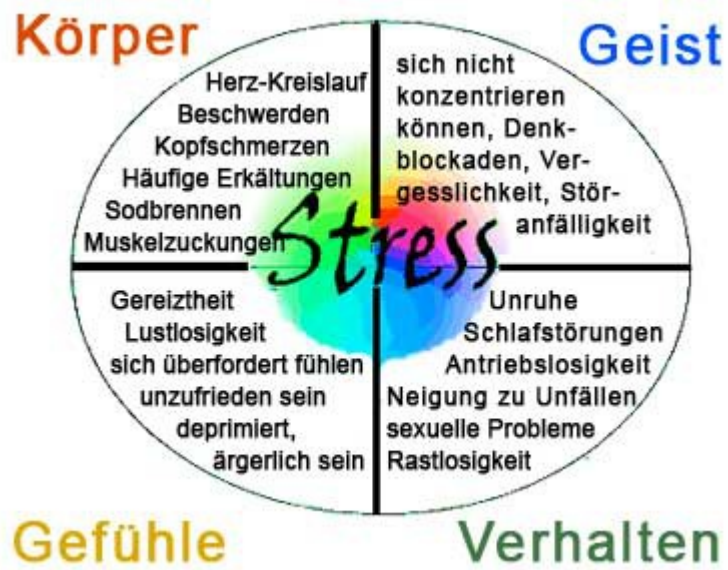 Körper
Herz-Kreislauf
Beschwerden
Kopfschmerzen
Häufige Erkältungen
Sodbrennen
Muskelzuckungen
Geist
sich nicht
konzentrieren
können, Denk-
blockaden, Ver-
gesslichkeit, Stör-
anfälligkeit
Stress
Gereiztheit
Lustlosigkeit
sich überfordert fühlen
unzufrieden sein
deprimiert,
ärgerlich sein
Gefühle
Unruhe
Schlafstörungen
Antriebslosigkeit
Neigung zu Unfällen
sexuelle Probleme
Rastlosigkeit
Verhalten